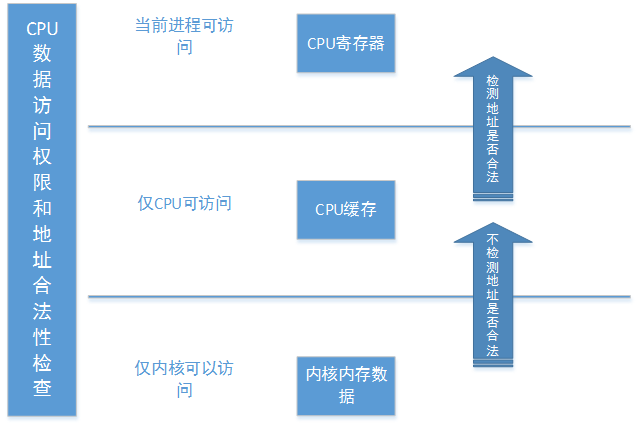 CPU
数
据
访
问
权
限
和
地
址
合
法
性
检
查
当前进程可访
问
CPU寄存器
检
测
地
址
是
否
合
法
仅CPU可访问
CPU缓存
不
检
测
地
址
是
否
合
法
仅内核可以访
问
内核内存数
据